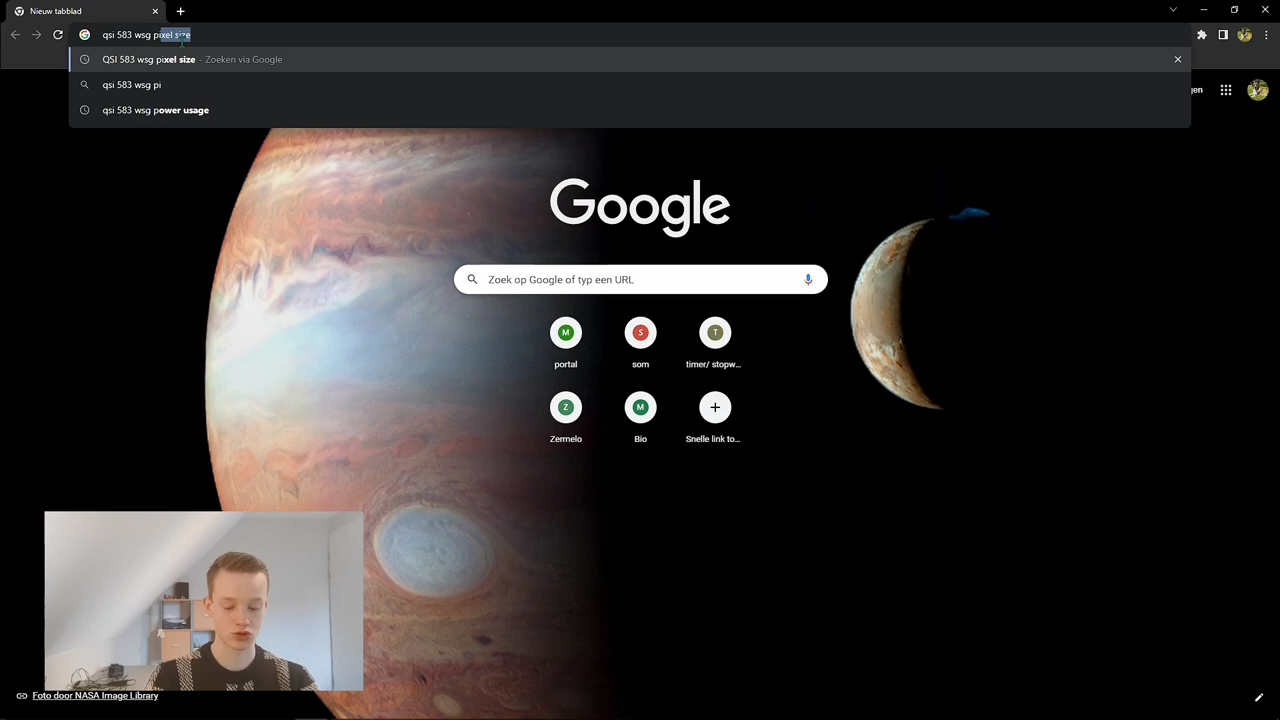 Nieuw tabblad
qsi 583 wsg pixel size
QSI 583 wsg pixel size - Zoeken via Google
qsi 583 wsg pi
qsi 583 wsg power usage
gen
Google
Zoek op Google of typ een URL
M S T
portal som timer/ stopw...
Z M
Zermelo Bio Snelle link to...
Foto door NASA Image Library